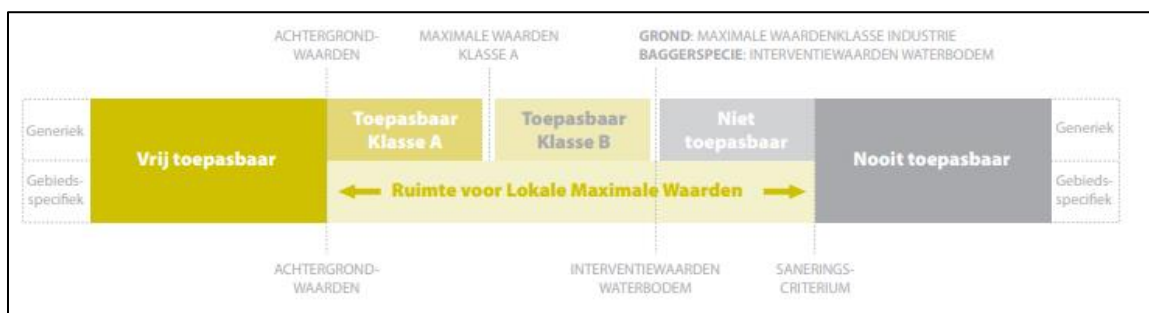 ACHTERGROND-
WAARDEN
MAXIMALE WAARDEN
KLASSE A
GROND: MAXIMALE WAARDENKLASSE INDUSTRIE
BAGGERSPECIE: INTERVENTIEWAARDEN WATERBODEM
Generiek
Vrij toepasbaar
Toepasbaar
Klasse A
Toepasbaar
Klasse B
Niet
toepasbaar
Nooit toepasbaar
Generiek
Gebieds-
specifiek
Ruimte voor Lokale Maximale Waarden
Gebieds-
specifiek
ACHTERGROND-
WAARDEN
INTERVENTIEWAARDEN
WATERBODEM
SANERINGS-
CRITERIUM